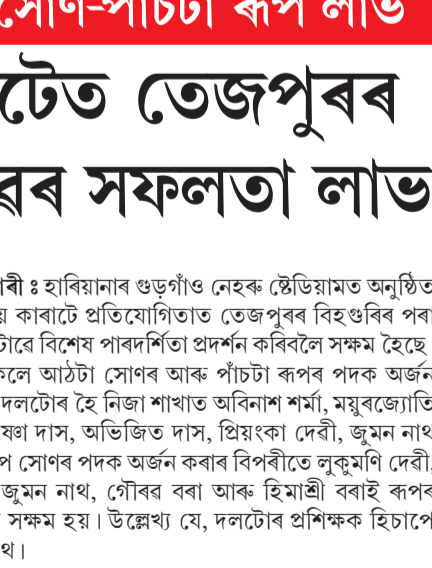 সোণ-পাঁচটা ৰূপ লাভ
টেত তেজপুৰৰ
ৱৰ সফলতা লাভ
ৰী : হাৰিয়ানাৰ গুড়গাঁও নেহৰু ষ্টেডিয়ামত অনুষ্ঠিত
য় কাৰাটে প্ৰতিযোগিতাত তেজপুৰৰ বিহগুৰিৰ পৰা
টোৱে বিশেষ পাৰদৰ্শিতা প্ৰদৰ্শন কৰিবলৈ সক্ষম হৈছে
কলে আঠটা সোণৰ আৰু পাঁচটা ৰূপৰ পদক অৰ্জন
দলটোৰ হৈ নিজা শাখাত অবিনাশ শৰ্মা, ময়ুৰজ্যোতি
ষ্ণা দাস, অভিজিত দাস, প্ৰিয়ংকা দেৱী, জুমন নাথ
প সোণৰ পদক অৰ্জন কৰাৰ বিপৰীতে লুকুমণি দেৱী,
জুমন নাথ, গৌৰৱ বৰা আৰু হিমাশ্ৰী বৰাই ৰূপৰ
সক্ষম হয়। উল্লেখ্য যে, দলটোৰ প্ৰশিক্ষক হিচাপে
থ।